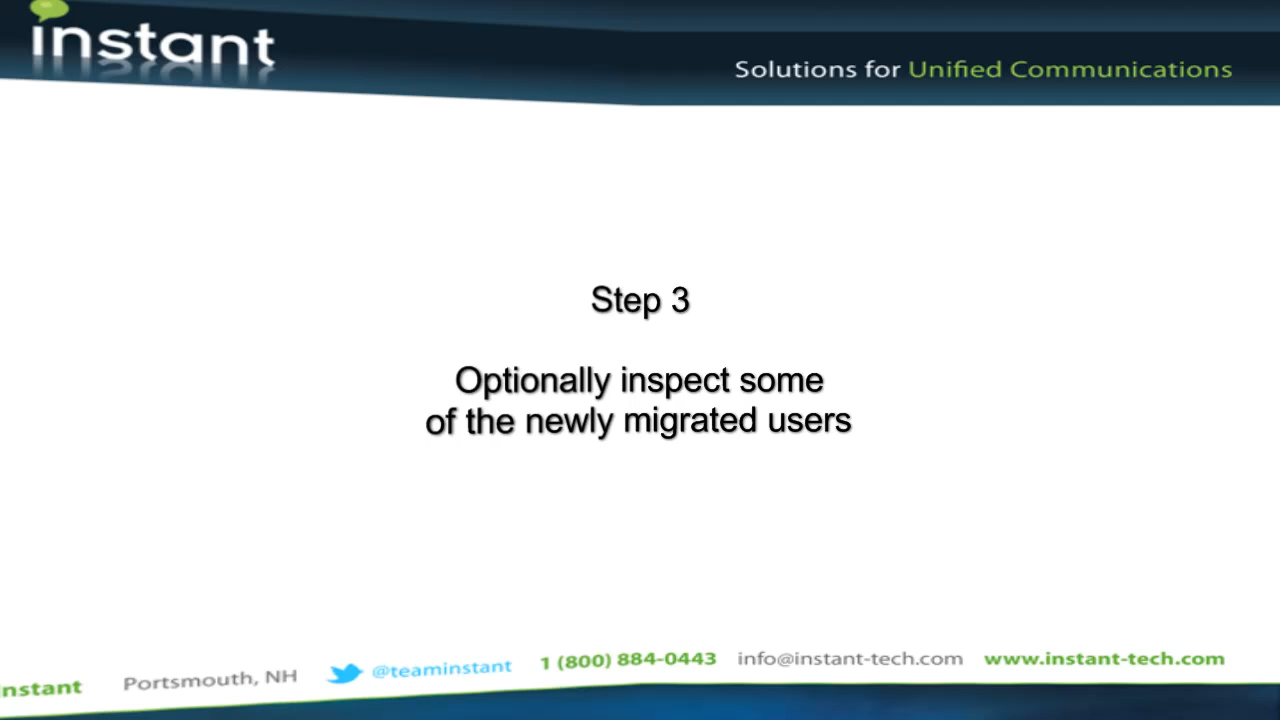 instant
Solutions for Unified Communications
Step 3
Optionally inspect some
of the newly migrated users
instant Portsmouth, NH @teaminstant 1 (800) 884-0443 info@instant-tech.com www.instant-tech.com